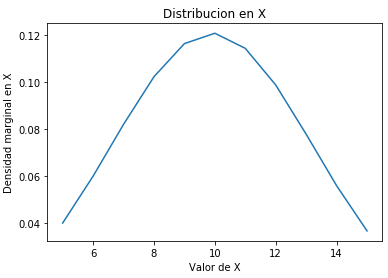 Distribucion en X
0.12
0.10
0.08
0.06
0.04
Densidad marginal en X
6 8 10 12 14
Valor de X